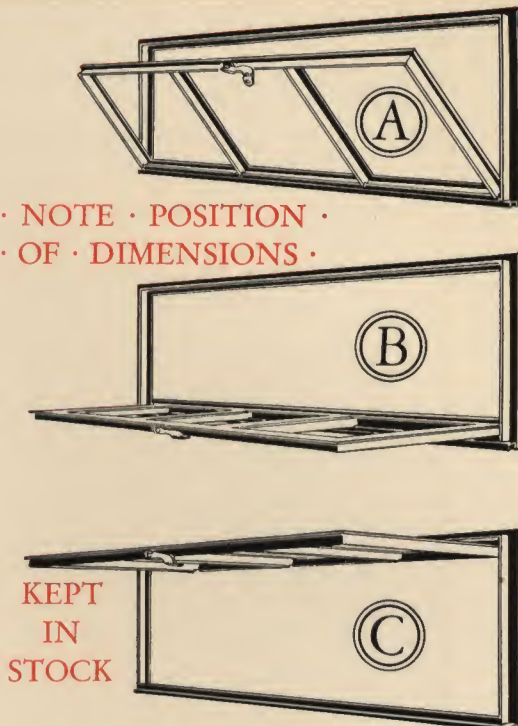 A
· NOTE · POSITION ·
· OF · DIMENSIONS ·
B
KEPT
IN
STOCK
C